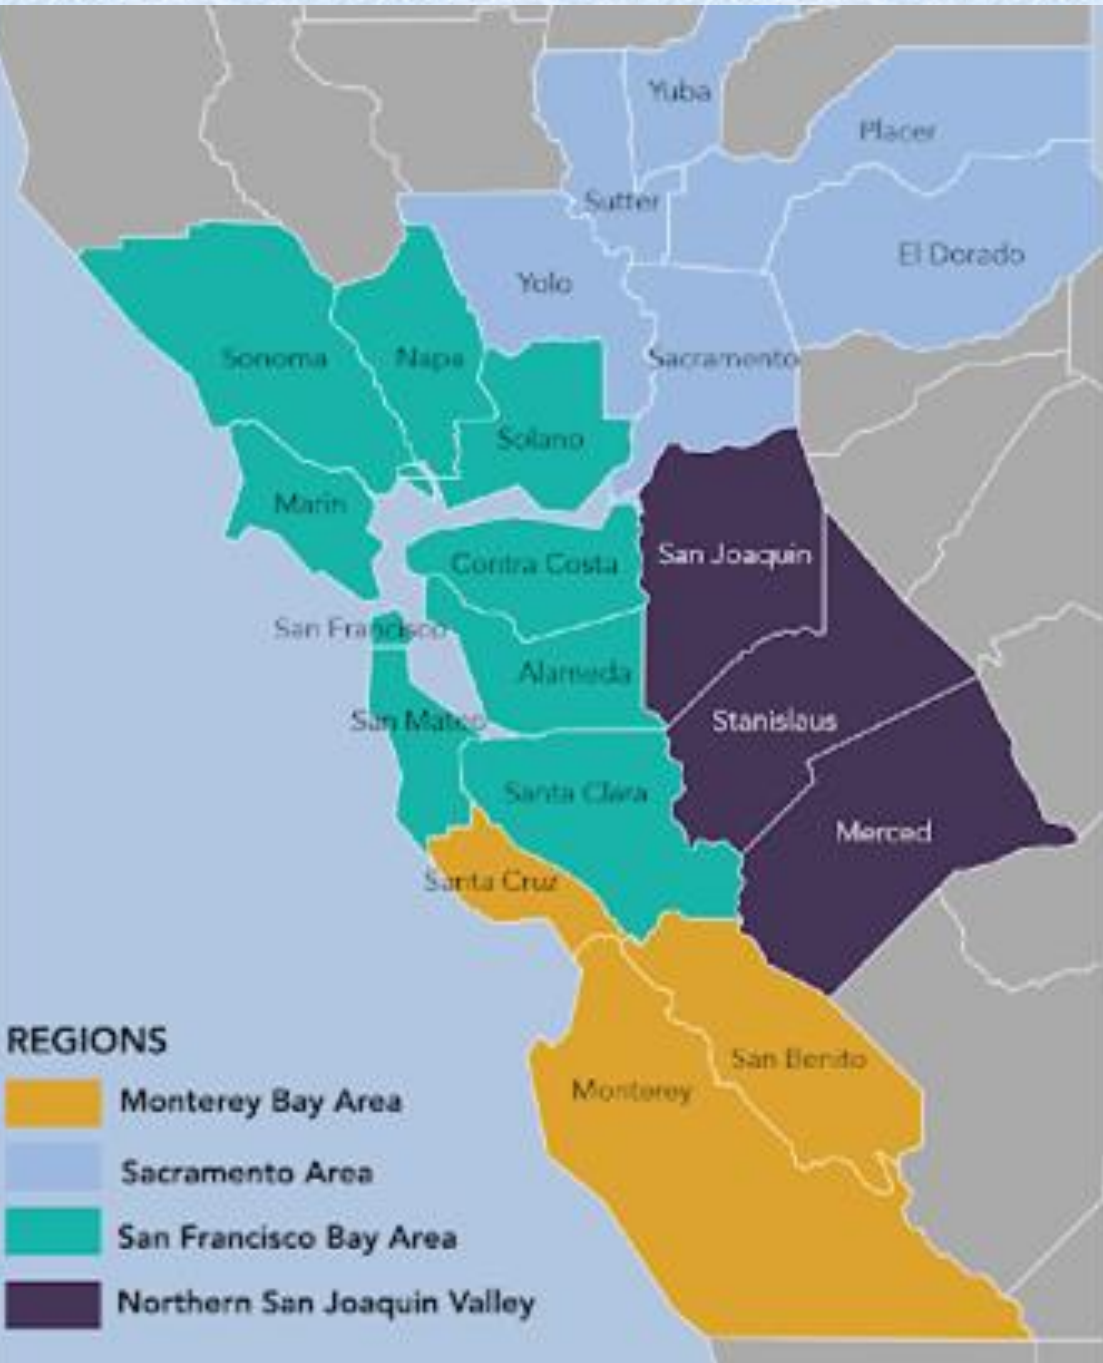 Yuba
Placer
Sutter
El Dorado
Yolo
Sonoma
Napa
Sacramento
Solano
Marin
San Joaquin
Contra Costa
San Francisco
Alameda
San Mateo
Stanislaus
Santa Clara
Merced
Santa Cruz
San Benito
Monterey
REGIONS
Monterey Bay Area
Sacramento Area
San Francisco Bay Area
Northern San Joaquin Valley